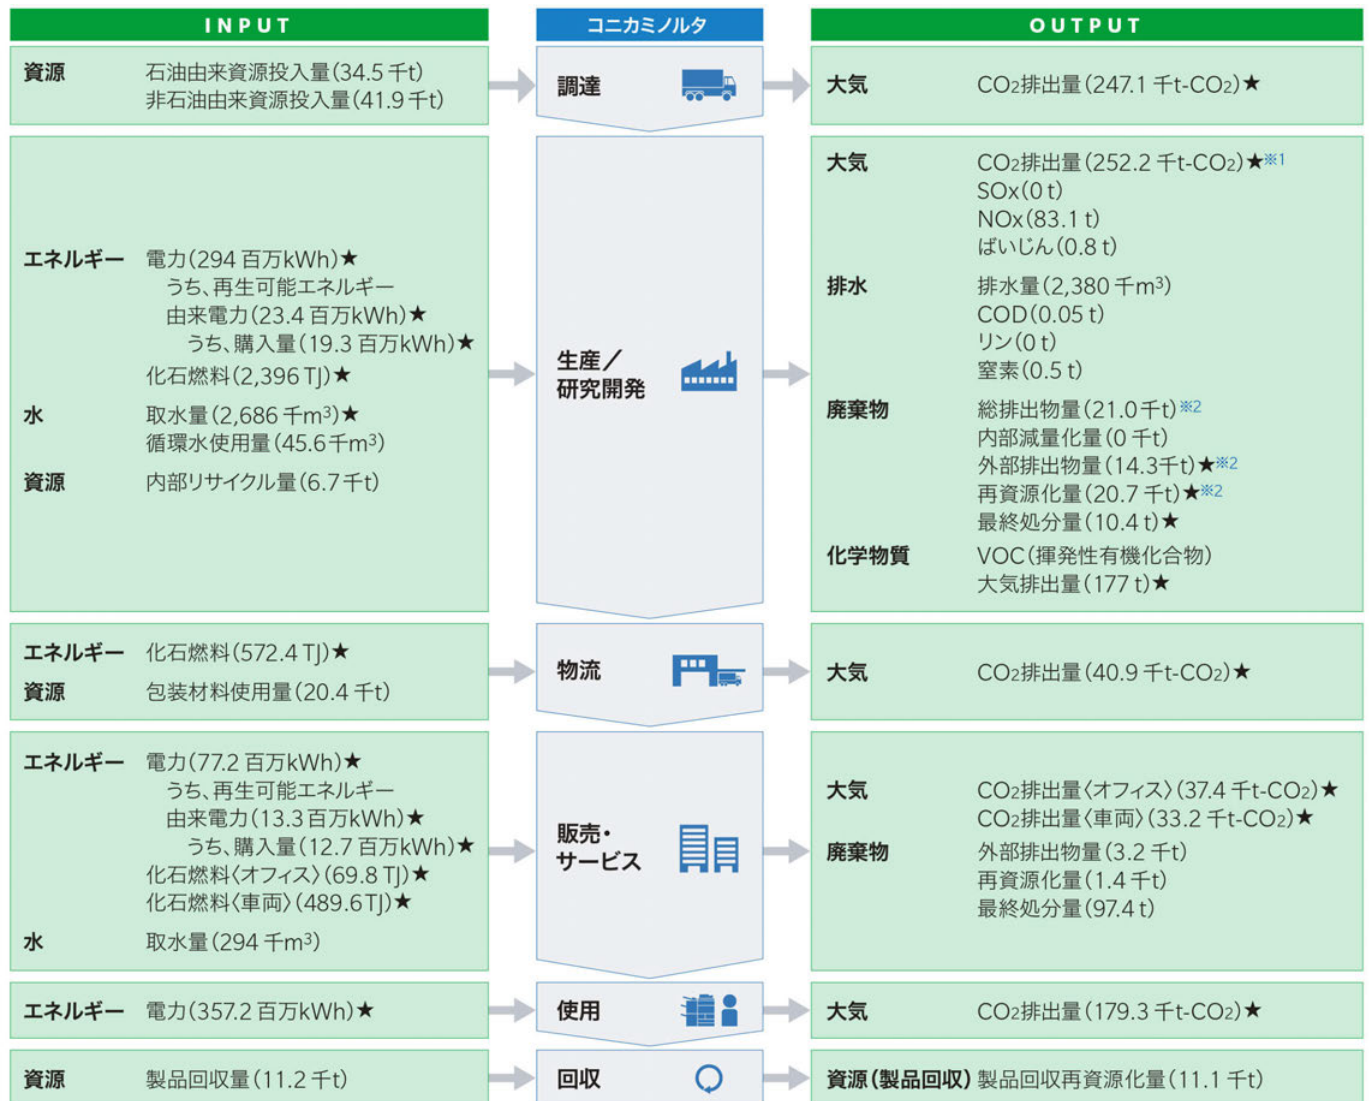 INPUT
コニカミノルタ
OUTPUT
資源 石油由来資源投入量(34.5 千t)
非石油由来資源投入量(41.9 千t)
調達
大気 CO2排出量(247.1 千t-CO2)★
エネルギー 電力(294 百万kWh)★
うち、再生可能エネルギー
由来電力(23.4 百万kWh)★
うち、購入量(19.3 百万kWh)★
化石燃料(2,396 TJ)★
水 取水量(2,686 千m³)★
循環水使用量(45.6千m³)
資源 内部リサイクル量(6.7千t)
生産／
研究開発
大気 CO2排出量(252.2 千t-CO2)★※1
SOx(0 t)
NOx(83.1 t)
ばいじん(0.8 t)
排水 排水量(2,380 千m³)
COD(0.05 t)
リン(0 t)
窒素(0.5 t)
廃棄物 総排出物量(21.0千t)※2
内部減量化量(0 千t)
外部排出物量(14.3千t)★※2
再資源化量(20.7 千t)★※2
最終処分量(10.4 t)★
化学物質 VOC(揮発性有機化合物)
大気排出量(177 t)★
エネルギー 化石燃料(572.4 TJ)★
資源 包装材料使用量(20.4 千t)
物流
大気 CO2排出量(40.9 千t-CO2)★
エネルギー 電力(77.2 百万kWh)★
うち、再生可能エネルギー
由来電力(13.3百万kWh)★
うち、購入量(12.7 百万kWh)★
化石燃料〈オフィス〉(69.8 TJ)★
化石燃料〈車両〉(489.6TJ)★
水 取水量(294 千m³)
販売・
サービス
大気 CO2排出量〈オフィス〉(37.4 千t-CO2)★
CO2排出量〈車両〉(33.2 千t-CO2)★
廃棄物 外部排出物量(3.2 千t)
再資源化量(1.4 千t)
最終処分量(97.4 t)
エネルギー 電力(357.2 百万kWh)★
使用
大気 CO2排出量(179.3 千t-CO2)★
資源 製品回収量(11.2 千t)
回収
資源(製品回収) 製品回収再資源化量(11.1 千t)